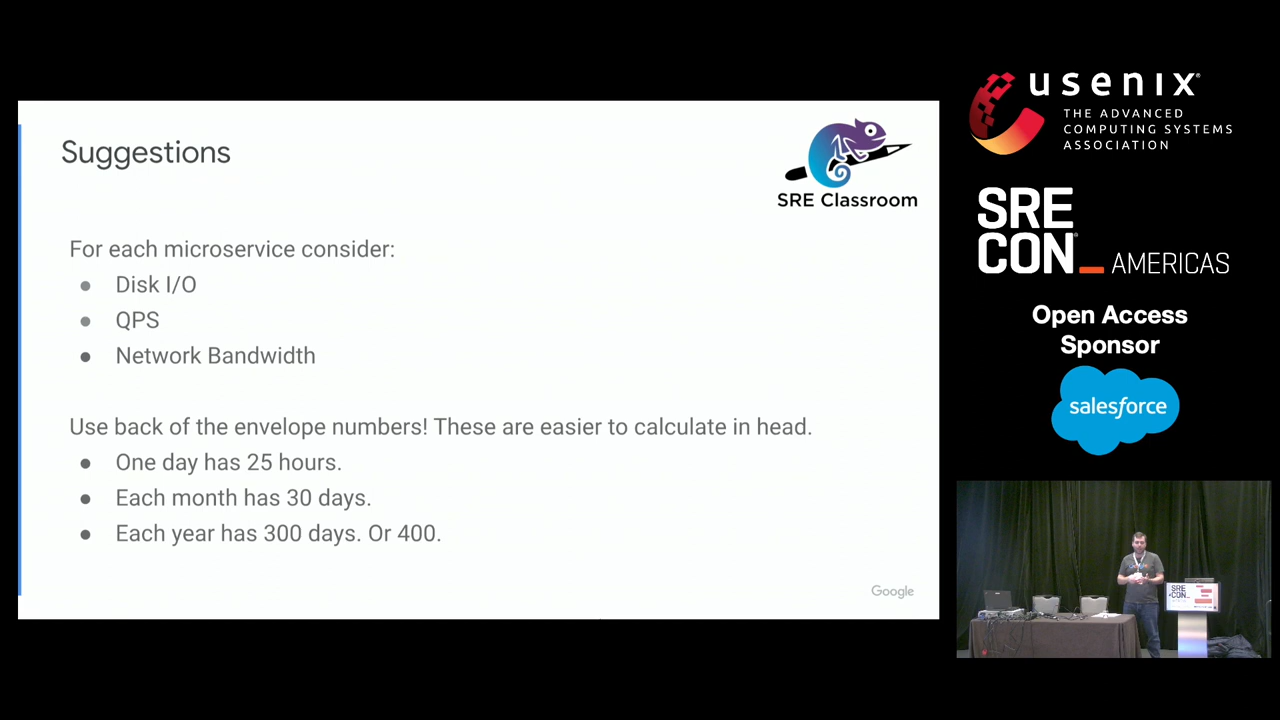 Suggestions
SRE Classroom
For each microservice consider:
Disk I/O
QPS
Network Bandwidth
Use back of the envelope numbers! These are easier to calculate in head.
One day has 25 hours.
Each month has 30 days.
Each year has 300 days. Or 400.
Google
usenix
THE ADVANCED
COMPUTING SYSTEMS
ASSOCIATION
SRE
CON_AMERICAS
Open Access
Sponsor
salesforce
SRE
CON